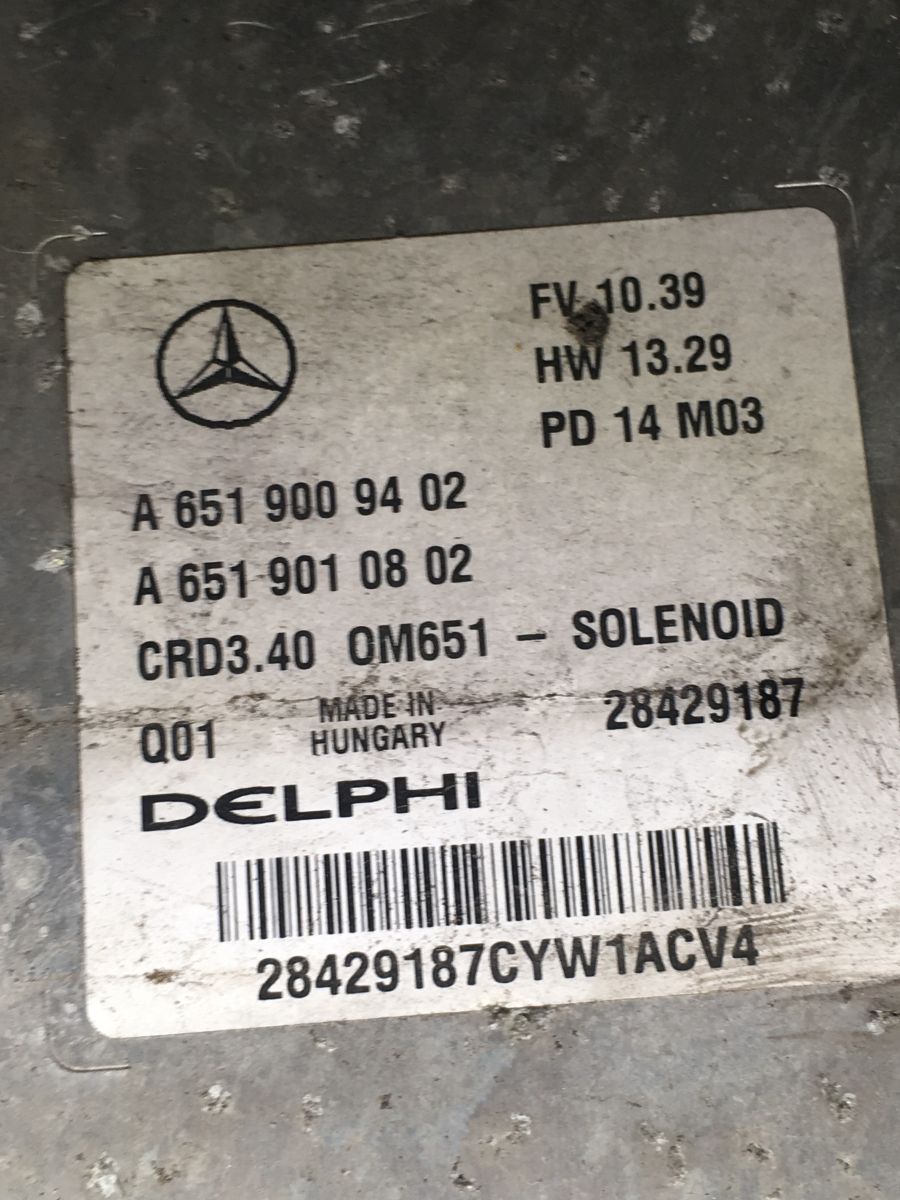 FV 10.39
HW 13.29
PD 14 M03
A 651 900 94 02
A 651 901 08 02
CRD3.40 OM651 – SOLENOID
Q01 MADE IN HUNGARY 28429187
DELPHI
28429187CYW1ACV4